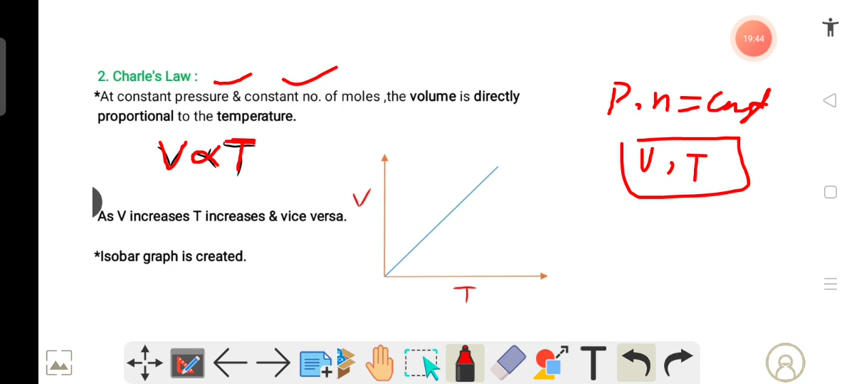 19:44
2. Charle's Law :
*At constant pressure & constant no. of moles ,the volume is directly
proportional to the temperature.
P, n = const
V ∝ T
V, T
V
As V increases T increases & vice versa.
*Isobar graph is created.
T
T